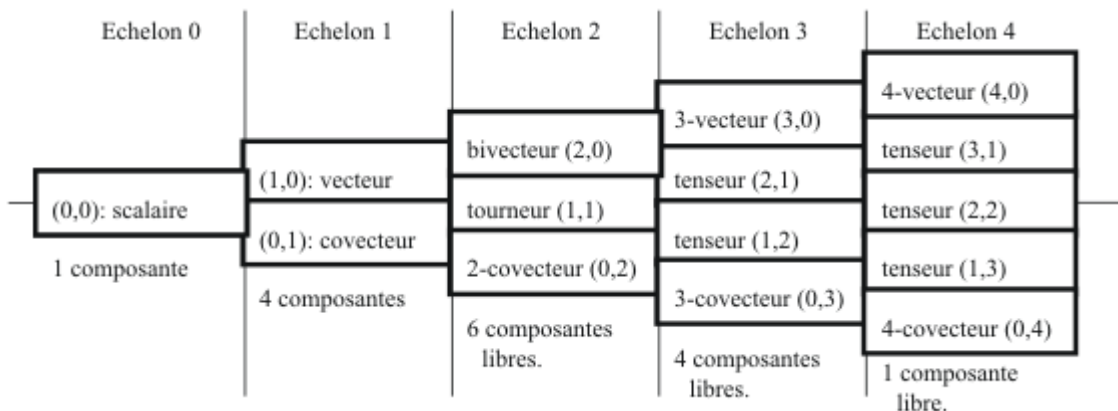 Echelon 0
Echelon 1
Echelon 2
Echelon 3
Echelon 4
(0,0): scalaire
1 composante
(1,0): vecteur
(0,1): covecteur
4 composantes
bivecteur (2,0)
tourneur (1,1)
2-covecteur (0,2)
6 composantes
libres.
3-vecteur (3,0)
tenseur (2,1)
tenseur (1,2)
3-covecteur (0,3)
4 composantes
libres.
4-vecteur (4,0)
tenseur (3,1)
tenseur (2,2)
tenseur (1,3)
4-covecteur (0,4)
1 composante
libre.